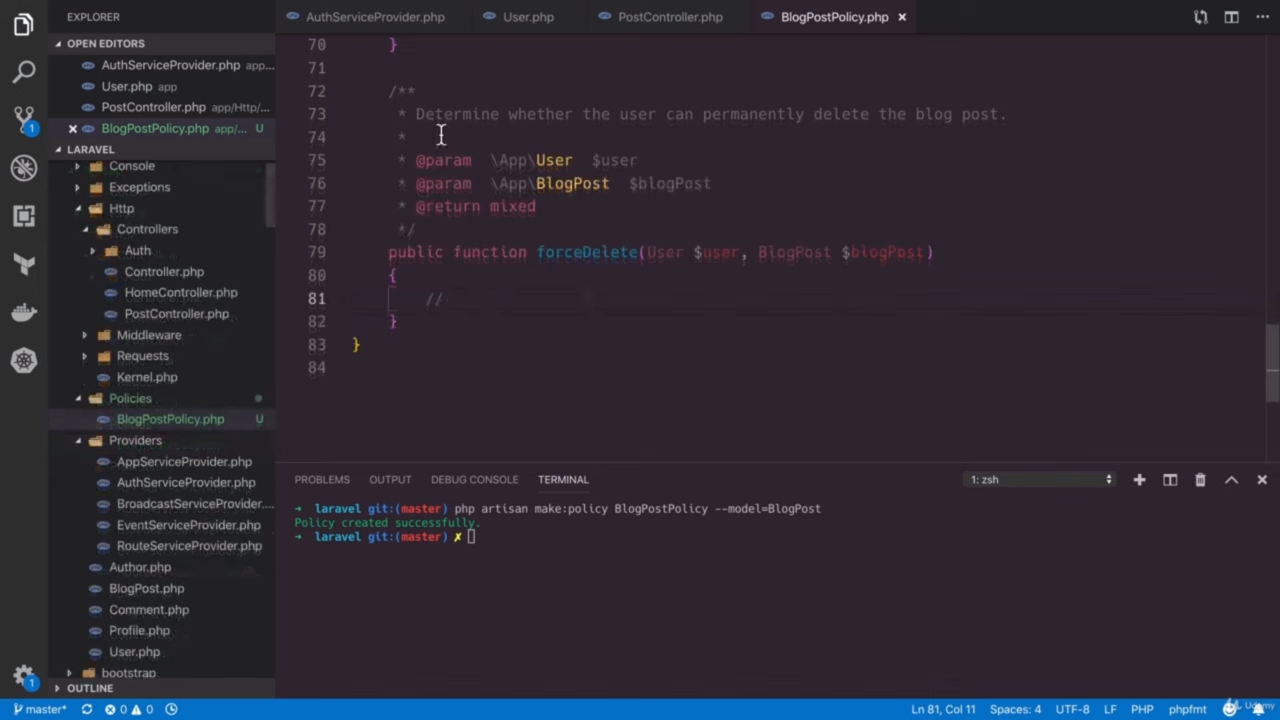 EXPLORER
AuthServiceProvider.php
User.php
PostController.php
BlogPostPolicy.php ×
OPEN EDITORS
AuthServiceProvider.php app...
User.php app
PostController.php app/Http/...
× BlogPostPolicy.php app/... U
LARAVEL
Console
Exceptions
Http
Controllers
Auth
Controller.php
HomeController.php
PostController.php
Middleware
Requests
Kernel.php
Policies
BlogPostPolicy.php U
Providers
AppServiceProvider.php
AuthServiceProvider.php
BroadcastServiceProvider...
EventServiceProvider.php
RouteServiceProvider.php
Author.php
BlogPost.php
Comment.php
Profile.php
User.php
bootstrap
OUTLINE
1
1
70 }
71
72 /**
73 * Determine whether the user can permanently delete the blog post.
74 *
75 * @param \App\User $user
76 * @param \App\BlogPost $blogPost
77 * @return mixed
78 */
79 public function forceDelete(User $user, BlogPost $blogPost)
80 {
81 //
82 }
83 }
84
PROBLEMS OUTPUT DEBUG CONSOLE TERMINAL 1: zsh
➜ laravel git:(master) php artisan make:policy BlogPostPolicy --model=BlogPost
Policy created successfully.
➜ laravel git:(master) ✗
master* 0 0 Ln 81, Col 11 Spaces: 4 UTF-8 LF PHP phpfmt
Udemy